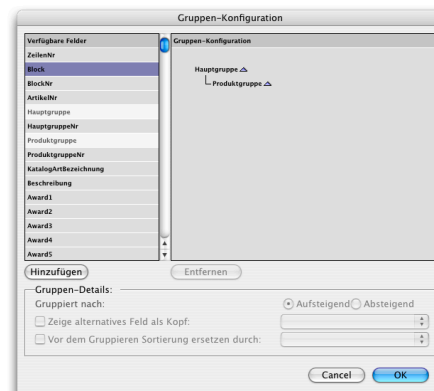 Gruppen-Konfiguration
Verfügbare Felder
ZeilenNr
Block
BlockNr
ArtikelNr
Hauptgruppe
HauptgruppeNr
Produktgruppe
ProduktgruppeNr
KatalogArtBezeichnung
Beschreibung
Award1
Award2
Award3
Award4
Award5
Gruppen-Konfiguration
Hauptgruppe
Produktgruppe
Hinzufügen
Entfernen
Gruppen-Details:
Gruppiert nach:
Aufsteigend Absteigend
Zeige alternatives Feld als Kopf:
Vor dem Gruppieren Sortierung ersetzen durch:
Cancel OK